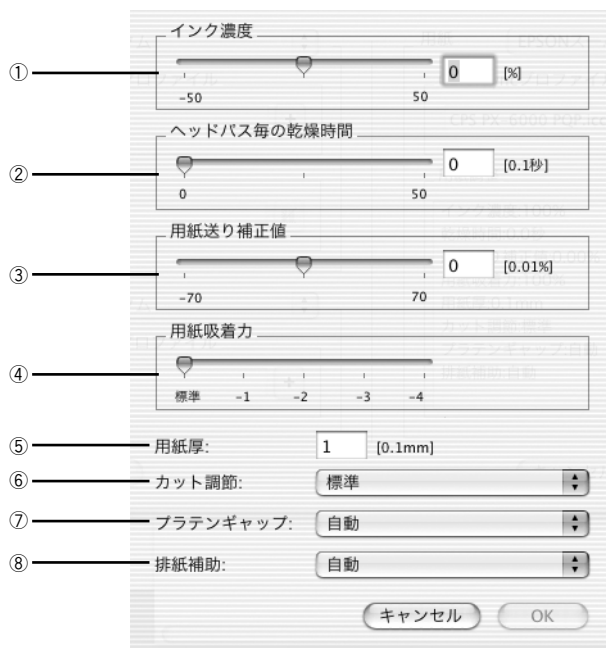 インク濃度
① 0 [%]
-50 50
ヘッドパス毎の乾燥時間
② 0 [0.1秒]
0 50
用紙送り補正値
③ 0 [0.01%]
-70 70
用紙吸着力
④
標準 -1 -2 -3 -4
⑤ 用紙厚: 1 [0.1mm]
⑥ カット調節: 標準
⑦ プラテンギャップ: 自動
⑧ 排紙補助: 自動
キャンセル OK